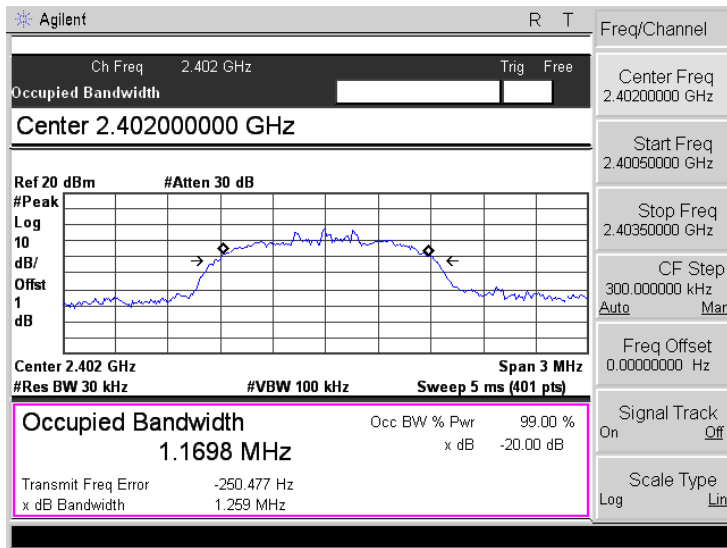 Agilent R T
Ch Freq 2.402 GHz Trig Free
Occupied Bandwidth
Center 2.402000000 GHz
Ref 20 dBm #Atten 30 dB
#Peak
Log
10
dB/
Offst
1
dB
Center 2.402 GHz Span 3 MHz
#Res BW 30 kHz #VBW 100 kHz Sweep 5 ms (401 pts)
Occupied Bandwidth
1.1698 MHz
Occ BW % Pwr 99.00 %
x dB -20.00 dB
Transmit Freq Error -250.477 Hz
x dB Bandwidth 1.259 MHz
Freq/Channel
Center Freq
2.40200000 GHz
Start Freq
2.40050000 GHz
Stop Freq
2.40350000 GHz
CF Step
300.000000 kHz
Auto Mar
Freq Offset
0.00000000 Hz
Signal Track
On Off
Scale Type
Log Lin